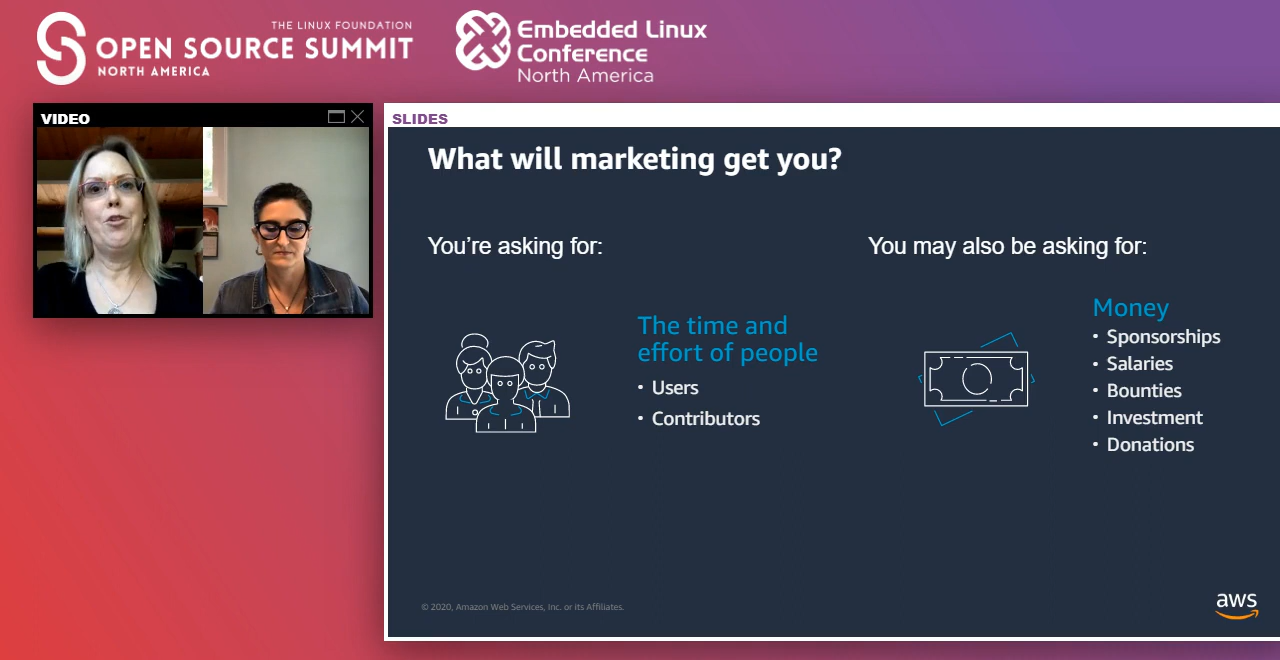 THE LINUX FOUNDATION
OPEN SOURCE SUMMIT
NORTH AMERICA
Embedded Linux
Conference
North America
VIDEO
SLIDES
What will marketing get you?
You're asking for:
The time and
effort of people
• Users
• Contributors
You may also be asking for:
Money
• Sponsorships
• Salaries
• Bounties
• Investment
• Donations
© 2020, Amazon Web Services, Inc. or its Affiliates.
aws